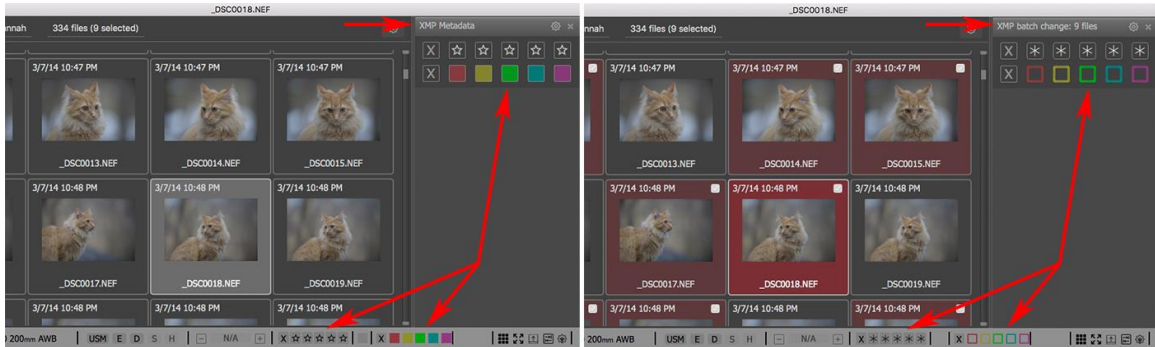 _DSC0018.NEF
nnah 334 files (9 selected)
XMP Metadata
X
X
3/7/14 10:47 PM 3/7/14 10:47 PM 3/7/14 10:47 PM
_DSC0013.NEF _DSC0014.NEF _DSC0015.NEF
3/7/14 10:48 PM 3/7/14 10:48 PM 3/7/14 10:48 PM
_DSC0017.NEF _DSC0018.NEF _DSC0019.NEF
3/7/14 10:48 PM 3/7/14 10:48 PM 3/7/14 10:48 PM
200mm AWB USM E D S H N/A X X
_DSC0018.NEF
nnah 334 files (9 selected)
XMP batch change: 9 files
X
X
3/7/14 10:47 PM 3/7/14 10:47 PM 3/7/14 10:47 PM
_DSC0013.NEF _DSC0014.NEF _DSC0015.NEF
3/7/14 10:48 PM 3/7/14 10:48 PM 3/7/14 10:48 PM
_DSC0017.NEF _DSC0018.NEF _DSC0019.NEF
3/7/14 10:48 PM 3/7/14 10:48 PM 3/7/14 10:48 PM
200mm AWB USM E D S H N/A X X